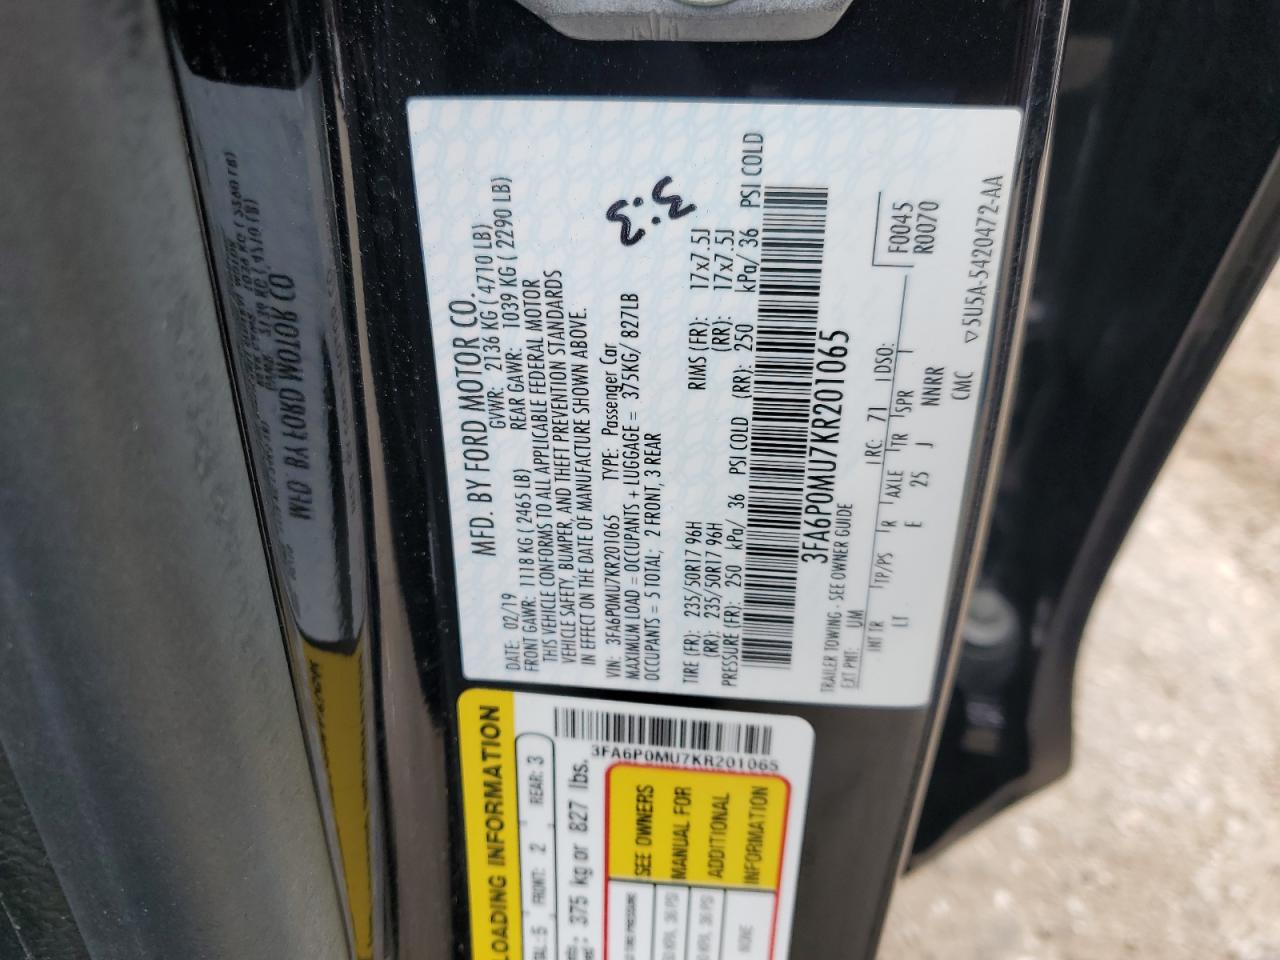 MFD. BY FORD MOTOR CO.
DATE: 02/19 GVWR: 2136 KG ( 4710 LB)
FRONT GAWR: 1118 KG ( 2465 LB) REAR GAWR: 1039 KG ( 2290 LB)
THIS VEHICLE CONFORMS TO ALL APPLICABLE FEDERAL MOTOR
VEHICLE SAFETY, BUMPER, AND THEFT PREVENTION STANDARDS
IN EFFECT ON THE DATE OF MANUFACTURE SHOWN ABOVE.
VIN: 3FA6P0MU7KR201065 TYPE: Passenger Car
MAXIMUM LOAD = OCCUPANTS + LUGGAGE = 375KG/ 827LB
OCCUPANTS = 5 TOTAL; 2 FRONT, 3 REAR
3:3
TIRE (FR): 235/50R17 96H RIMS (FR): 17x7.5J
(RR): 235/50R17 96H (RR): 17x7.5J
PRESSURE (FR): 250 kPa/ 36 PSI COLD (RR): 250 kPa/ 36 PSI COLD
3FA6P0MU7KR201065
TRAILER TOWING - SEE OWNER GUIDE
EXT PNT: UM RC: 71 DSO: F0045
R0070
INT TR TP/PS R AXLE TR SPR
LT E 25 J NNRR
CMC
▽5U5A-5420472-AA
LOADING INFORMATION
5 FRONT: 2 REAR: 3
375 kg or 827 lbs.
3FA6P0MU7KR201065
SEE OWNERS
MANUAL FOR
ADDITIONAL
INFORMATION
NONE